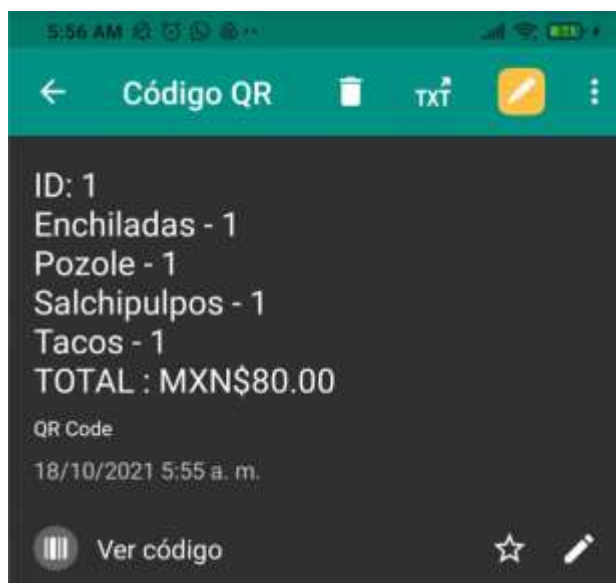 5:56 AM
Código QR
TXT
ID: 1
Enchiladas - 1
Pozole - 1
Salchipulpos - 1
Tacos - 1
TOTAL : MXN$80.00
QR Code
18/10/2021 5:55 a. m.
Ver código